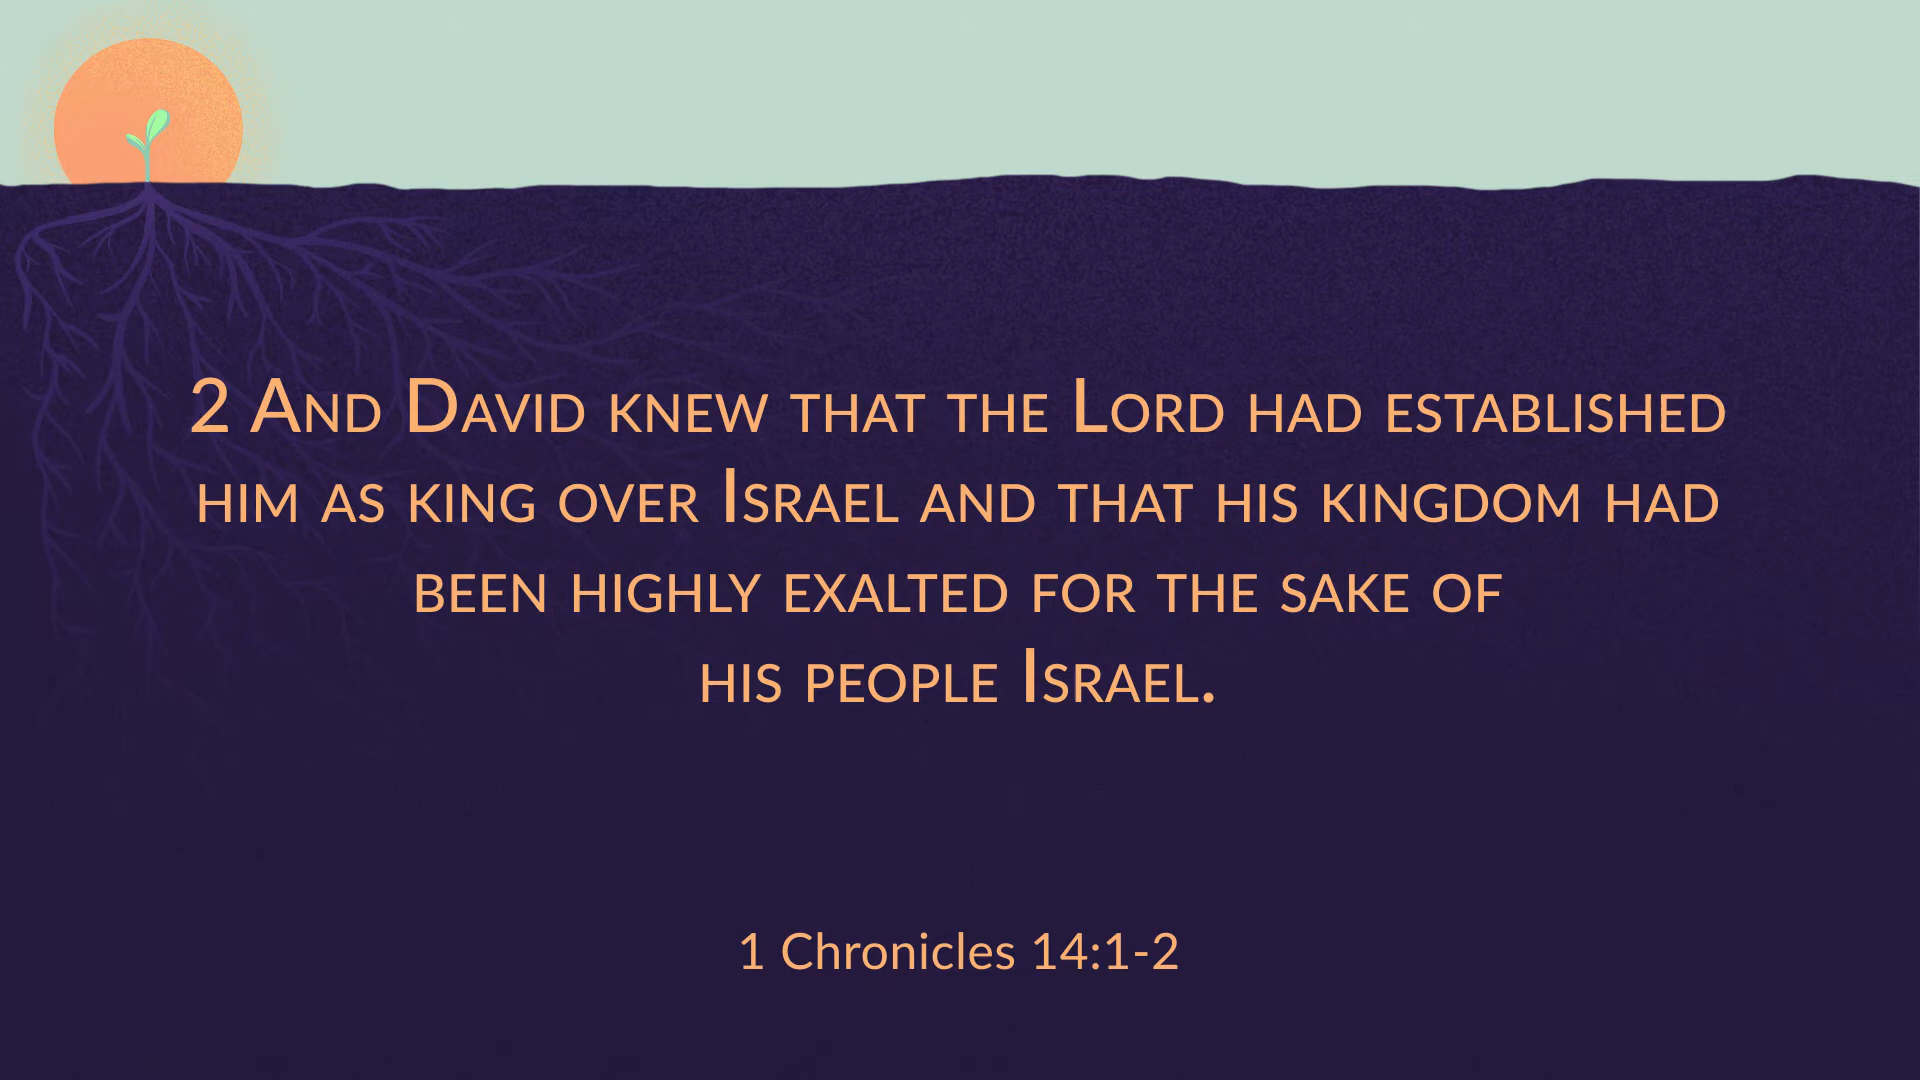 2 And David knew that the Lord had established
him as king over Israel and that his kingdom had
been highly exalted for the sake of
his people Israel.
1 Chronicles 14:1-2